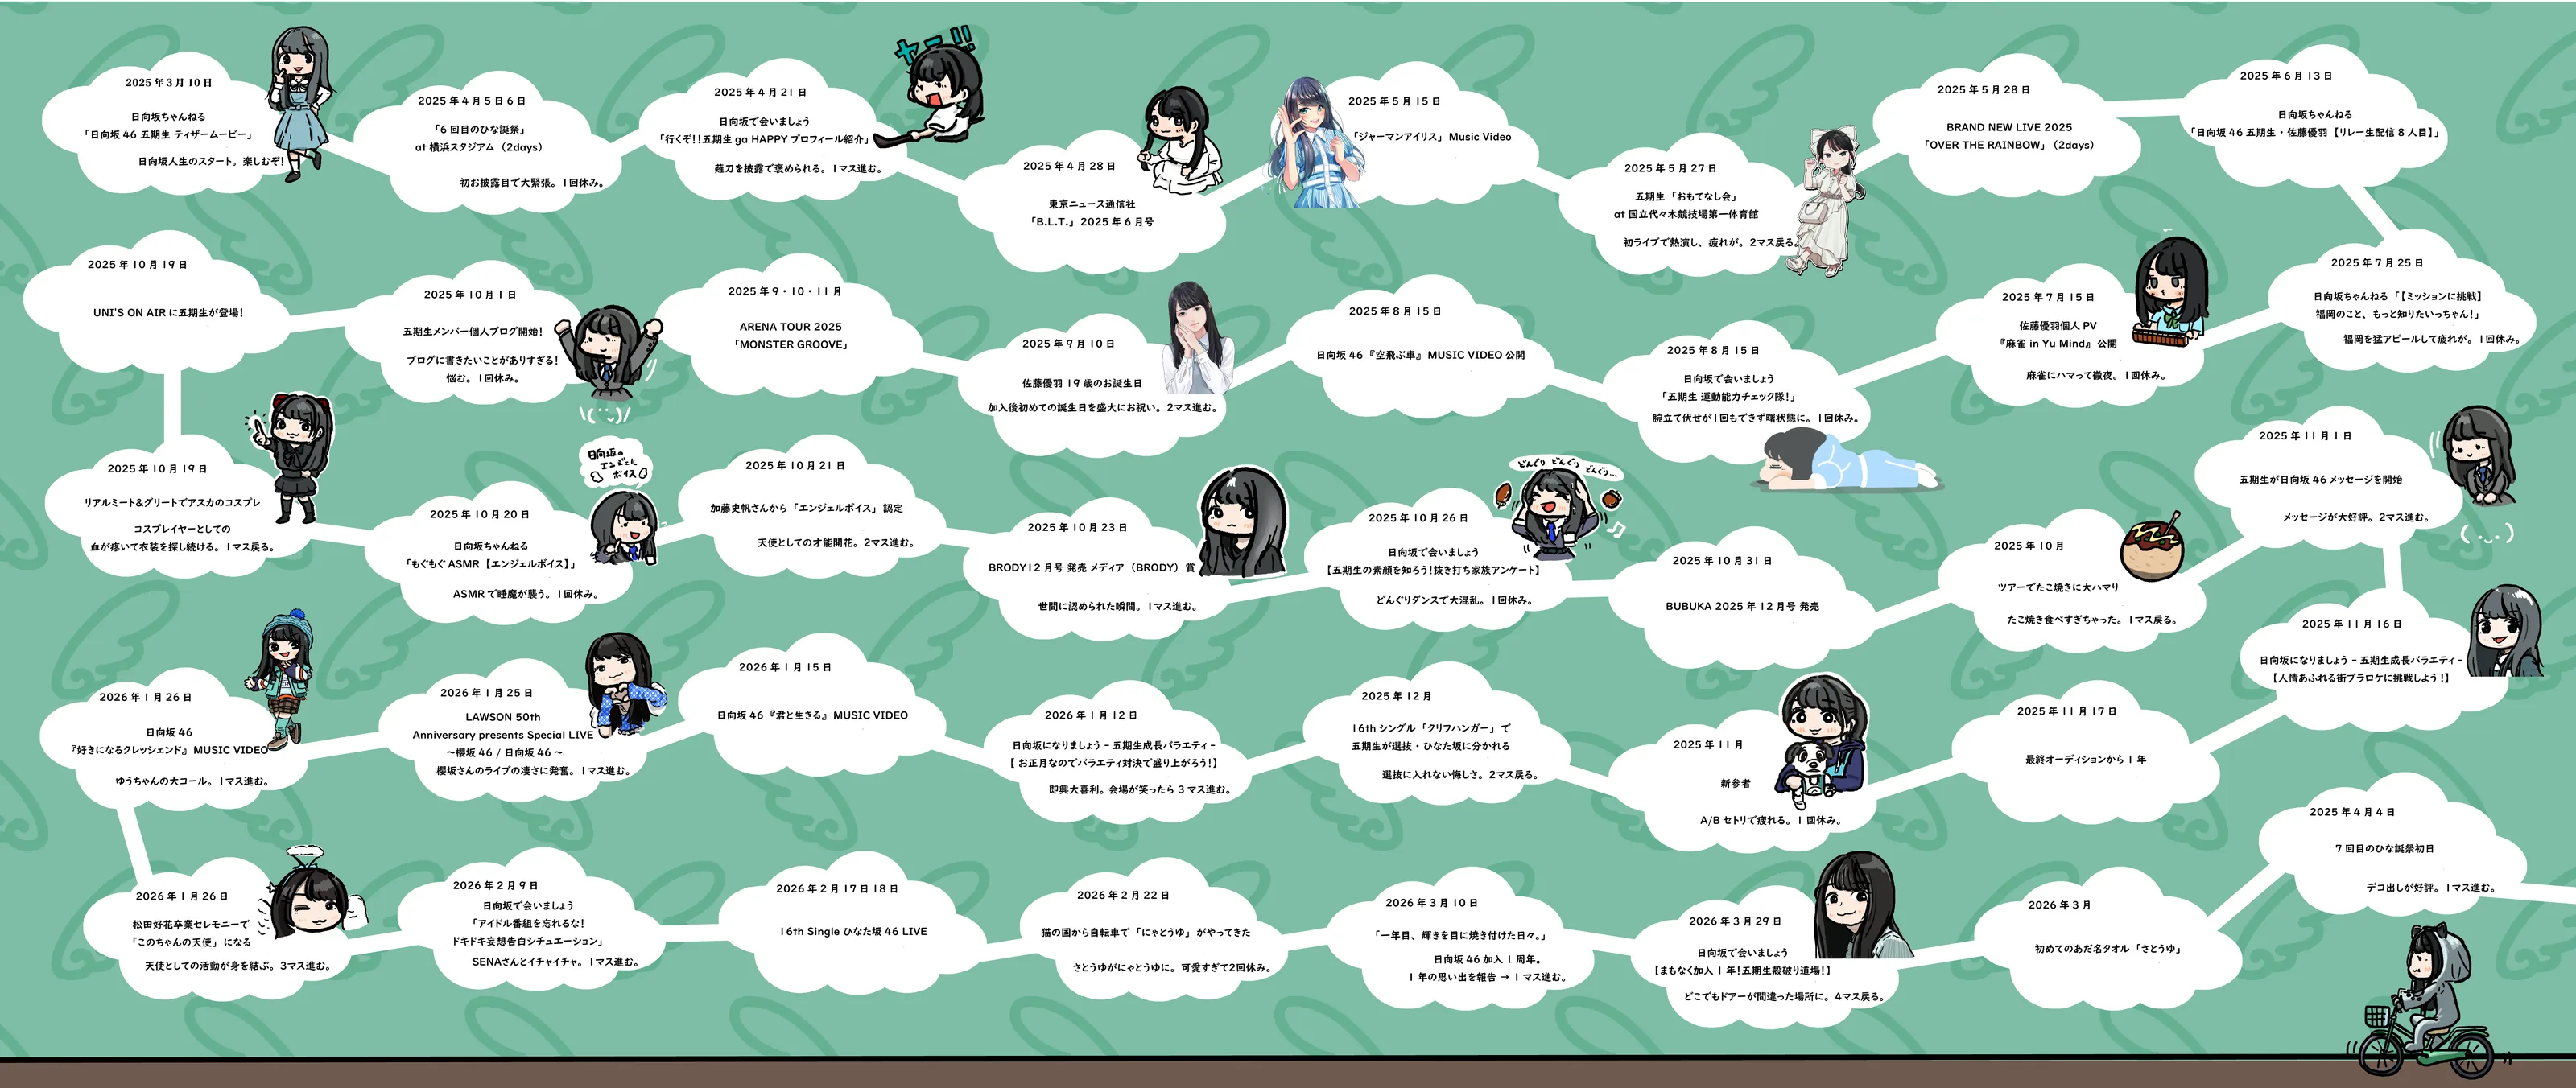 2025年3月10日
日向坂ちゃんねる
「日向坂46 五期生 ティザームービー」
日向坂人生のスタート。楽しむぞ！
2025年4月5日6日
「6回目のひな誕祭」
at 横浜スタジアム（2days）
初お披露目で大緊張。1回休み。
2025年4月21日
日向坂で会いましょう
「行くぞ！！五期生 ga HAPPY プロフィール紹介」
薙刀を披露で褒められる。1マス進む。
ヤー!!
2025年4月28日
東京ニュース通信社
「B.L.T.」2025年6月号
2025年5月15日
「ジャーマンアイリス」Music Video
2025年5月27日
五期生「おもてなし会」
at 国立代々木競技場第一体育館
初ライブで熱演し、疲れが。2マス戻る。
2025年5月28日
BRAND NEW LIVE 2025
「OVER THE RAINBOW」（2days）
2025年6月13日
日向坂ちゃんねる
「日向坂46 五期生・佐藤優羽【リレー生配信8人目】」
2025年7月25日
日向坂ちゃんねる「【ミッションに挑戦】
福岡のこと、もっと知りたいっちゃん！」
福岡を猛アピールして疲れが。1回休み。
2025年7月15日
佐藤優羽個人PV
『麻雀 in Yu Mind』公開
麻雀にハマって徹夜。1回休み。
2025年8月15日
日向坂で会いましょう
「五期生 運動能力チェック隊！」
腕立て伏せが1回もできず曙状態に。1回休み。
2025年8月15日
日向坂46『空飛ぶ車』MUSIC VIDEO 公開
2025年9月10日
佐藤優羽 19歳のお誕生日
加入後初めての誕生日を盛大にお祝い。2マス進む。
2025年9・10・11月
ARENA TOUR 2025
「MONSTER GROOVE」
2025年10月1日
五期生メンバー個人ブログ開始！
ブログに書きたいことがありすぎる！
悩む。1回休み。
2025年10月19日
UNI'S ON AIR に五期生が登場！
2025年10月19日
リアルミート&グリートでアスカのコスプレ
コスプレイヤーとしての
血が疼いて衣装を探し続ける。1マス戻る。
2025年10月20日
日向坂ちゃんねる
「もぐもぐASMR【エンジェルボイス】」
ASMRで睡魔が襲う。1回休み。
日向坂の
エンジェル
ボイス
2025年10月21日
加藤史帆さんから「エンジェルボイス」認定
天使としての才能開花。2マス進む。
2025年10月23日
BRODY12月号 発売 メディア（BRODY）賞
世間に認められた瞬間。1マス進む。
2025年10月26日
日向坂で会いましょう
【五期生の素顔を知ろう！抜き打ち家族アンケート】
どんぐりダンスで大混乱。1回休み。
どんぐり どんぐり どんぐり…
2025年10月31日
BUBUKA 2025年12月号 発売
2025年10月
ツアーでたこ焼きに大ハマり
たこ焼き食べすぎちゃった。1マス戻る。
2025年11月1日
五期生が日向坂46メッセージを開始
メッセージが大好評。2マス進む。
2025年11月16日
日向坂になりましょう - 五期生成長バラエティ -
【人情あふれる街ブラロケに挑戦しよう！】
2025年11月17日
最終オーディションから1年
2025年11月
新参者
A/Bセトリで疲れる。1回休み。
2025年12月
16thシングル「クリフハンガー」で
五期生が選抜・ひなた坂に分かれる
選抜に入れない悔しさ。2マス戻る。
2026年1月12日
日向坂になりましょう - 五期生成長バラエティ -
【お正月なのでバラエティ対決で盛り上がろう！】
即興大喜利。会場が笑ったら3マス進む。
2026年1月15日
日向坂46『君と生きる』MUSIC VIDEO
2026年1月25日
LAWSON 50th
Anniversary presents Special LIVE
～櫻坂46 / 日向坂46～
櫻坂さんのライブの凄さに発奮。1マス進む。
2026年1月26日
日向坂46
『好きになるクレッシェンド』MUSIC VIDEO
ゆうちゃんの大コール。1マス進む。
2026年1月26日
松田好花卒業セレモニーで
「このちゃんの天使」になる
天使としての活動が身を結ぶ。3マス進む。
2026年2月9日
日向坂で会いましょう
「アイドル番組を忘れるな！
ドキドキ妄想告白シチュエーション」
SENAさんとイチャイチャ。1マス進む。
2026年2月17日18日
16th Single ひなた坂46 LIVE
2026年2月22日
猫の国から自転車で「にゃとうゆ」がやってきた
さとうゆがにゃとうゆに。可愛すぎて2回休み。
2026年3月10日
「一年目、輝きを目に焼き付けた日々。」
日向坂46加入1周年。
1年の思い出を報告 → 1マス進む。
2026年3月29日
日向坂で会いましょう
【まもなく加入1年！五期生殻破り道場！】
どこでもドアーが間違った場所に。4マス戻る。
2026年3月
初めてのあだ名タオル「さとうゆ」
2025年4月4日
7回目のひな誕祭初日
デコ出しが好評。1マス進む。